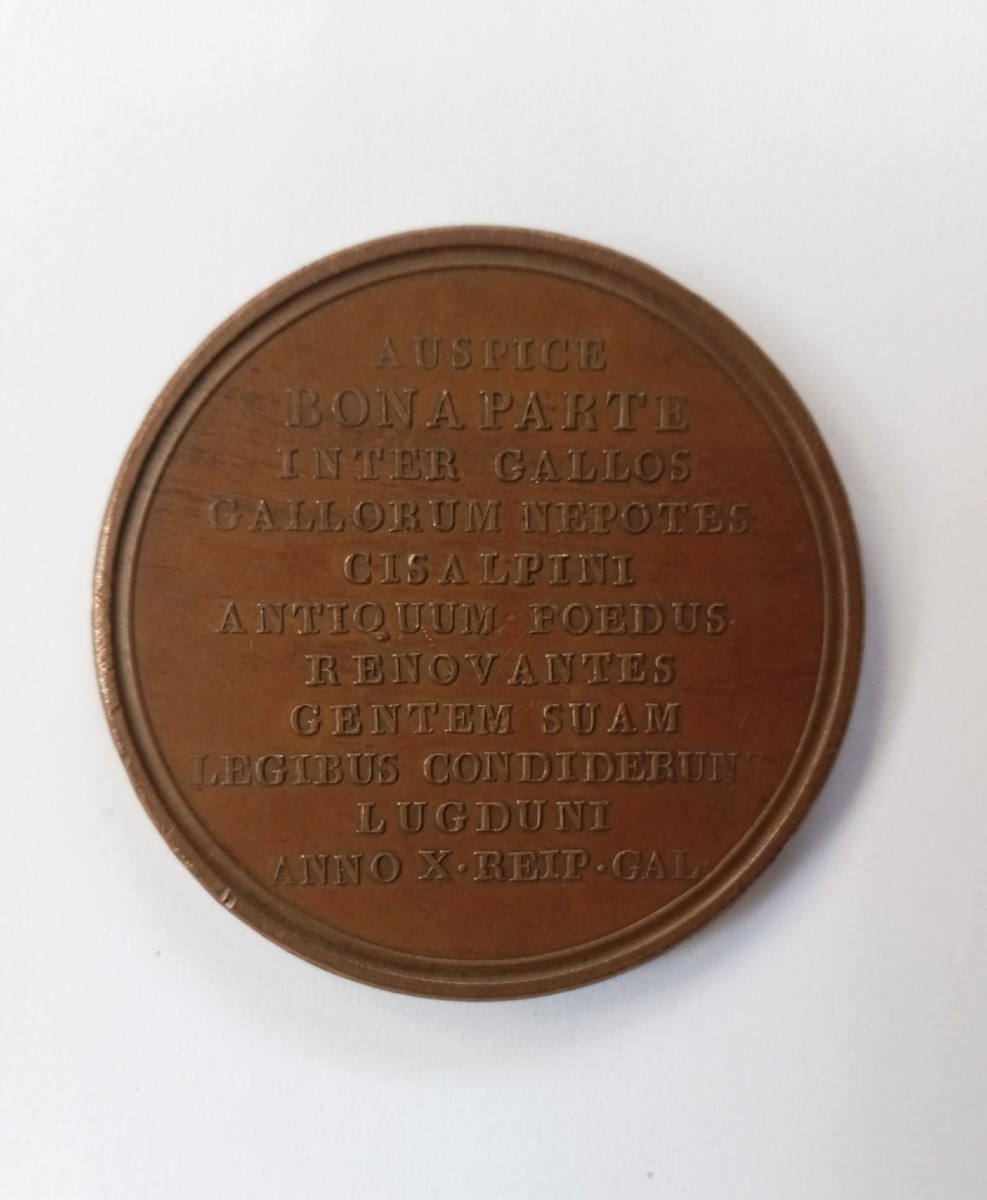 AUSPICE
BONAPARTE
INTER GALLOS
GALLORUM NEPOTES
CISALPINI
ANTIQUUM FOEDUS
RENOVANTES
GENTEM SUAM
LEGIBUS CONDIDERUNT
LUGDUNI
ANNO X·REIP·GAL·